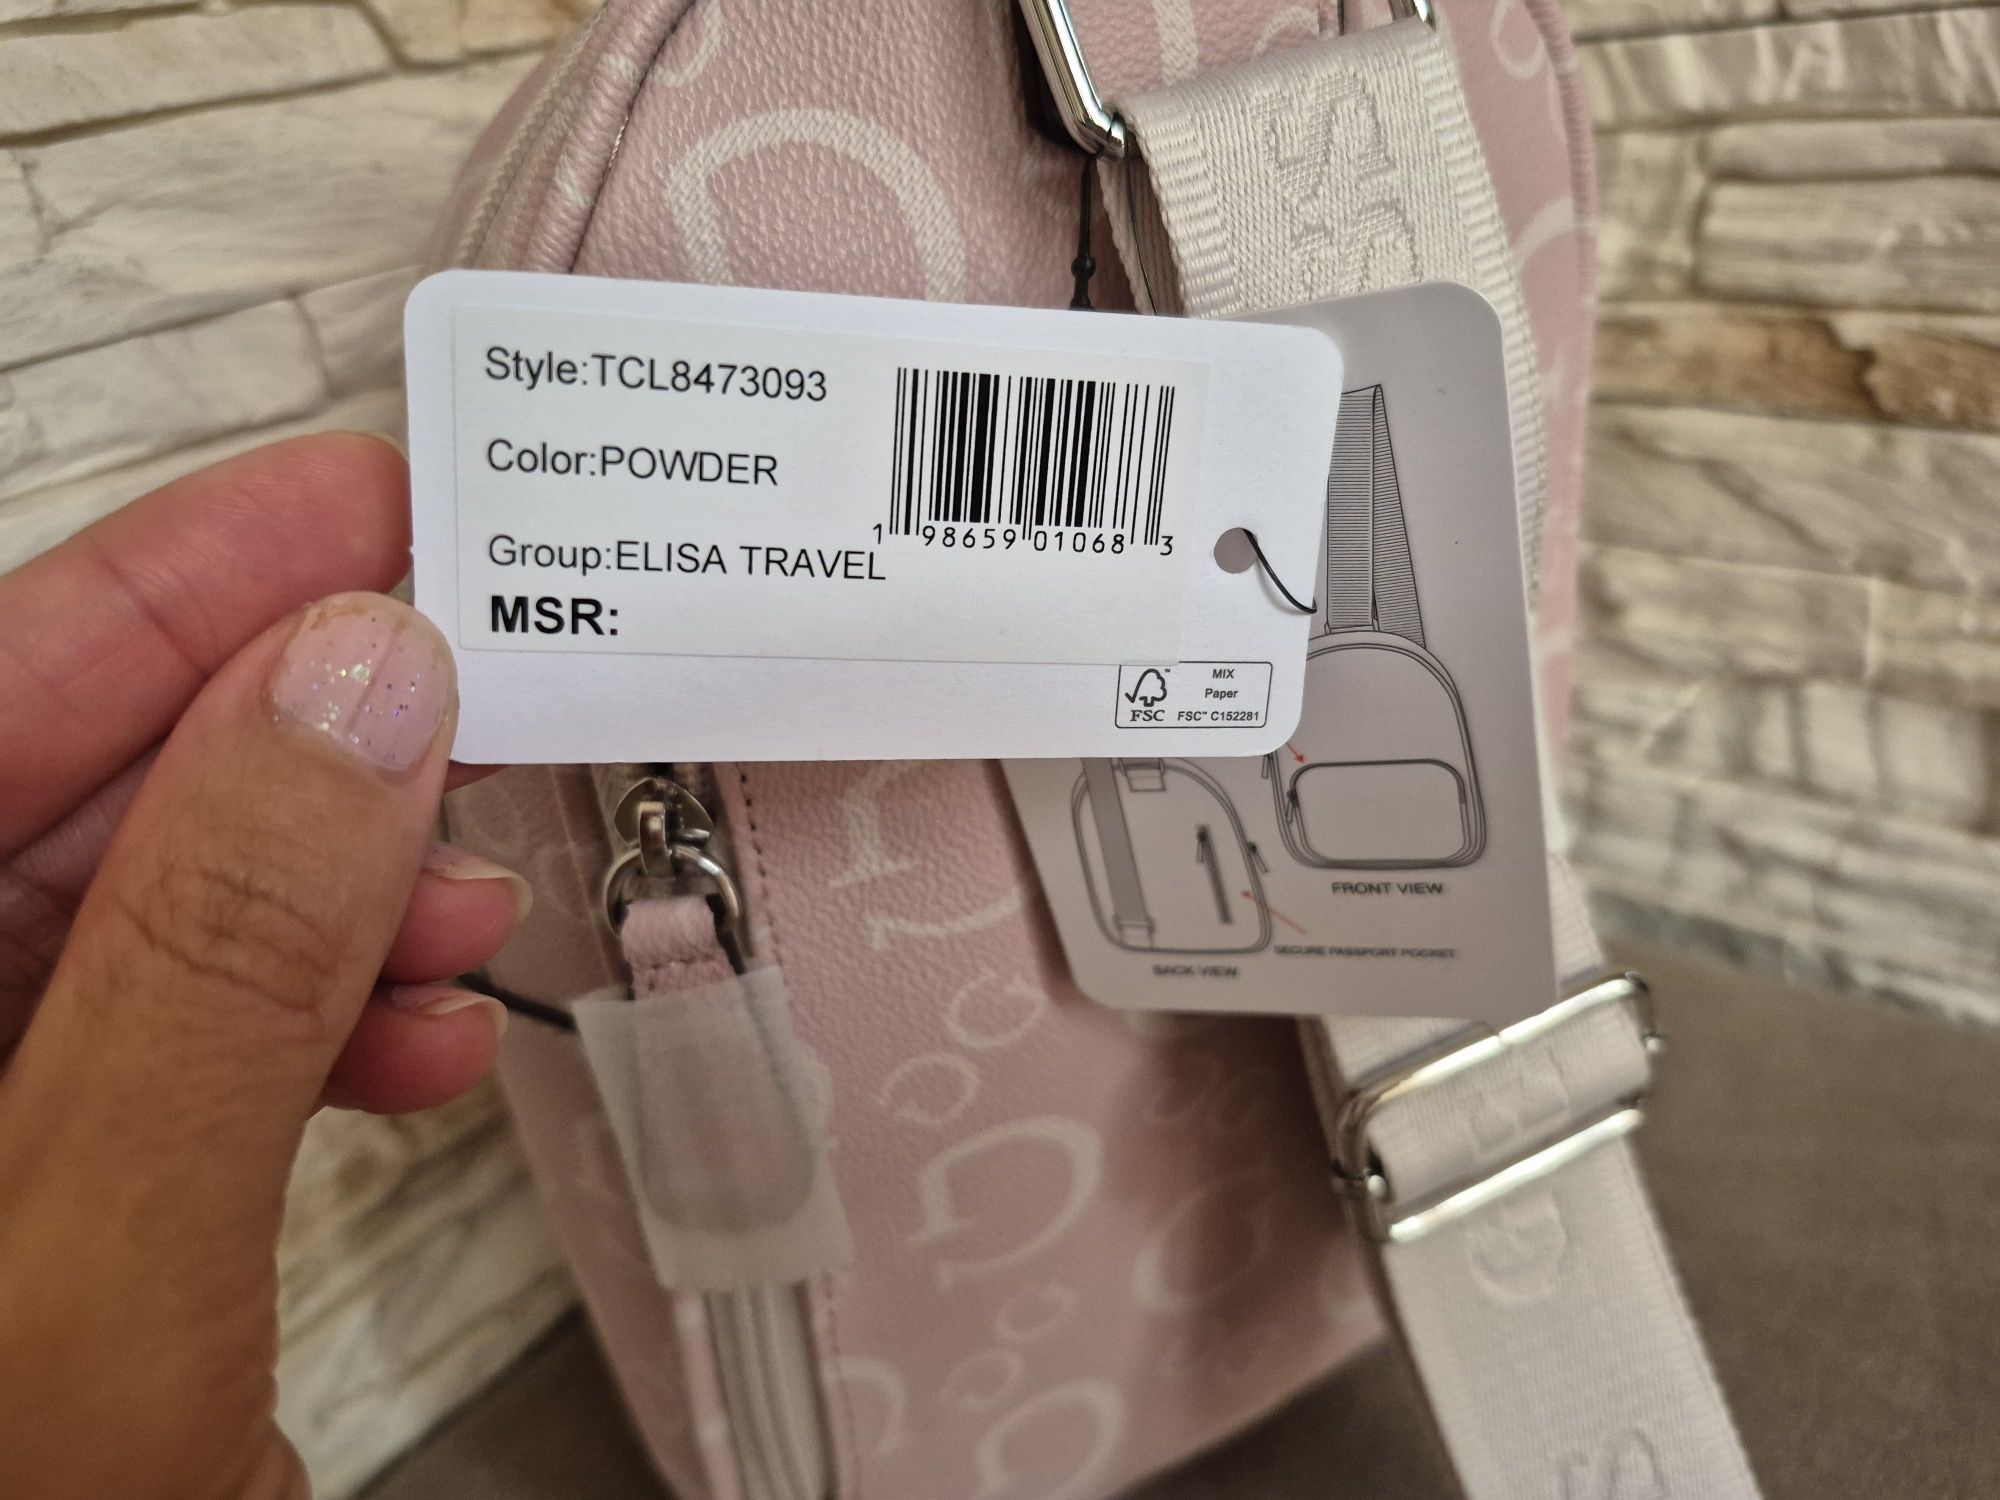 Style:TCL8473093
Color:POWDER
Group:ELISA TRAVEL
MSR:
1 98659 01068 3
FSC™
MIX
Paper
FSC™ C152281
FRONT VIEW
SECURE PASSPORT POCKET
BACK VIEW